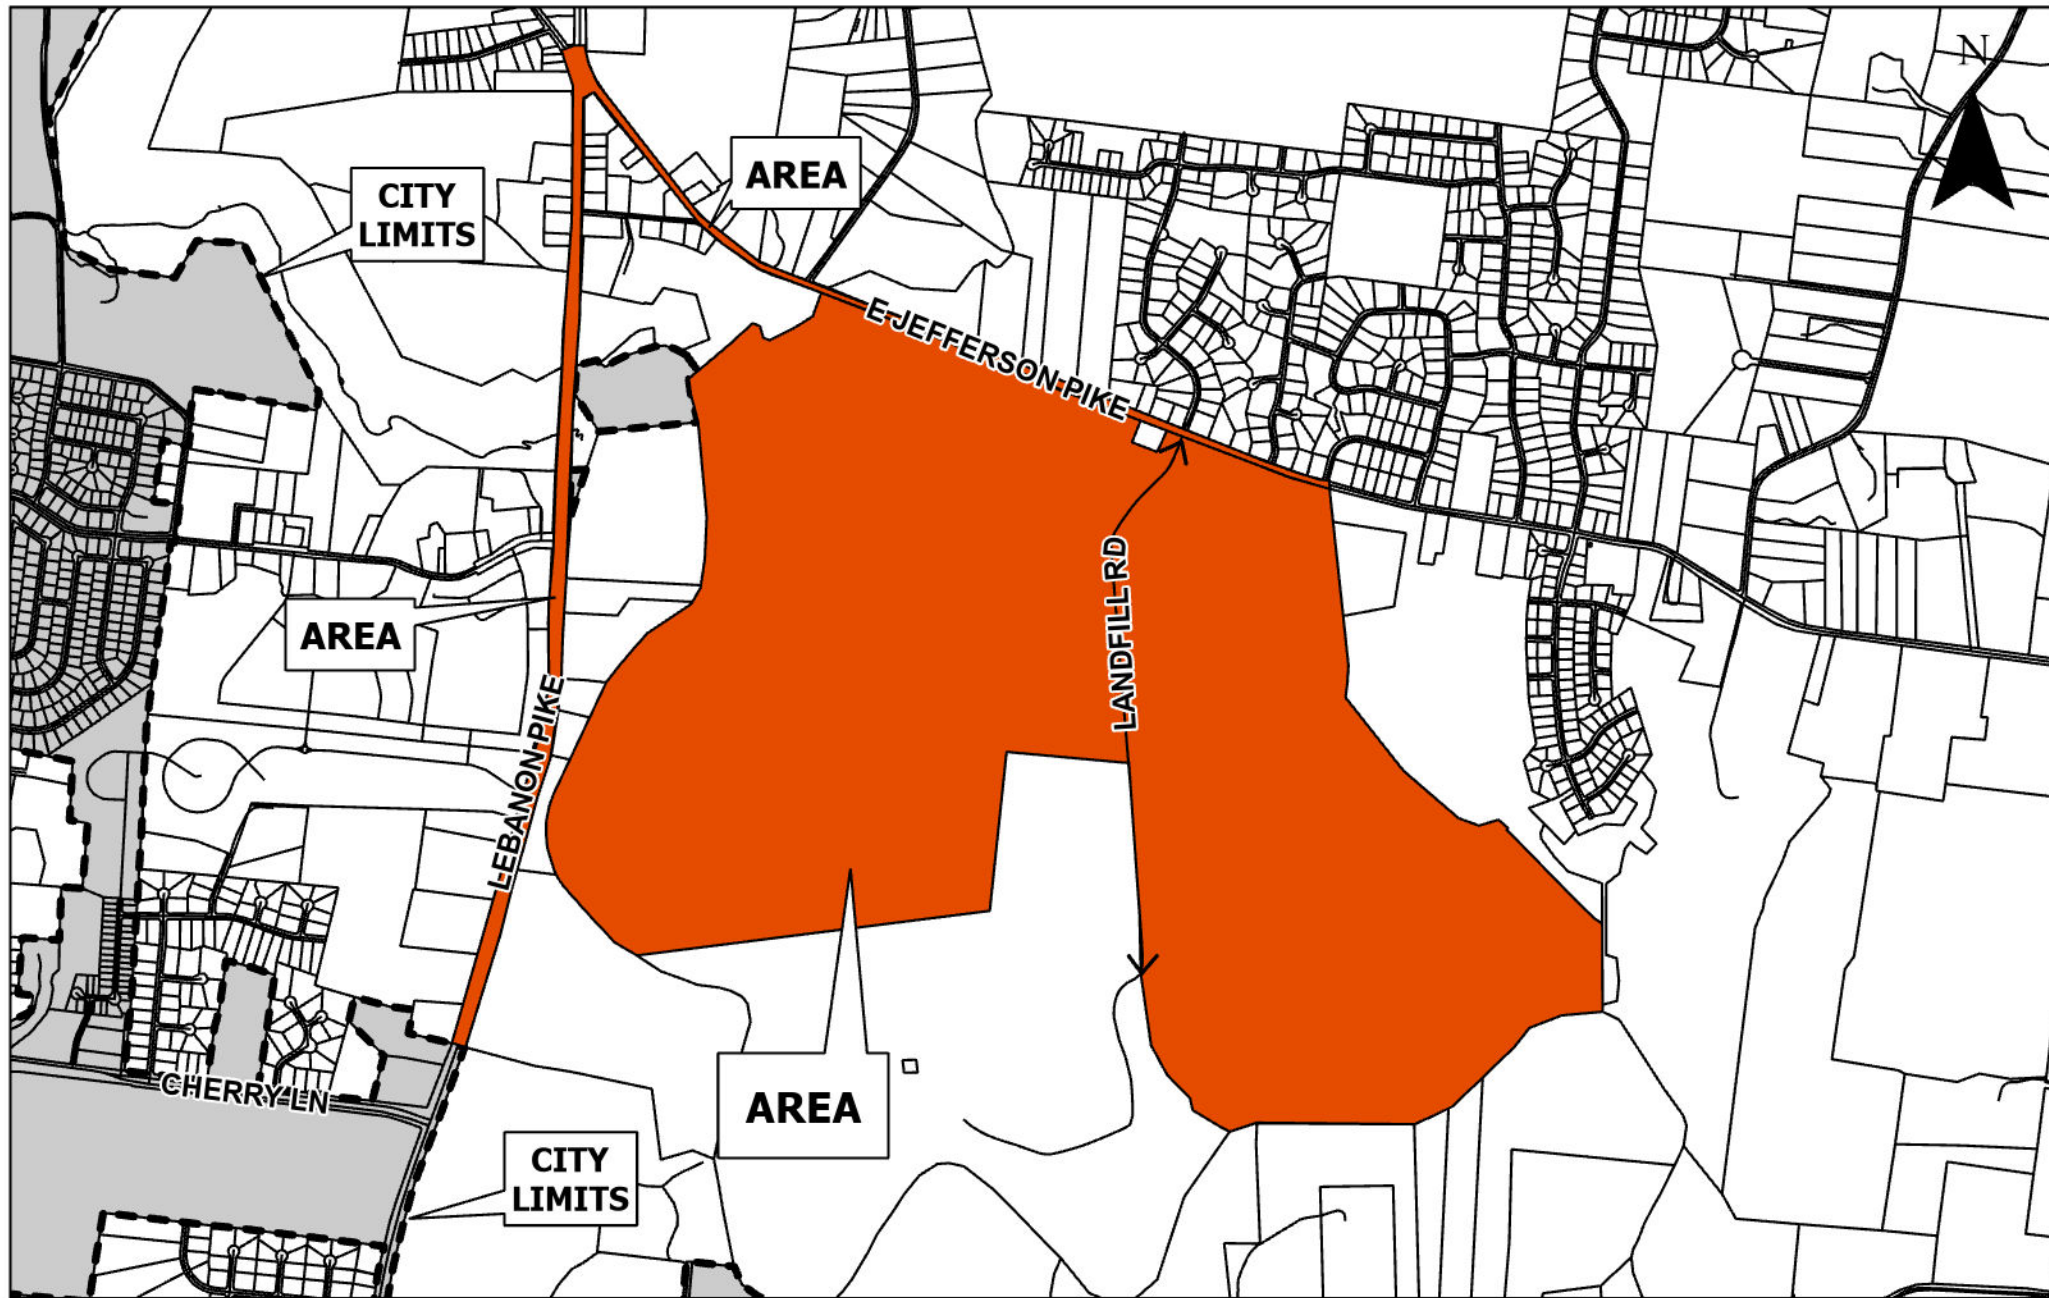 N
AREA
CITY
LIMITS
E JEFFERSON PIKE
LANDFILL RD
AREA
LEBANON PIKE
AREA
CHERRY LN
CITY
LIMITS